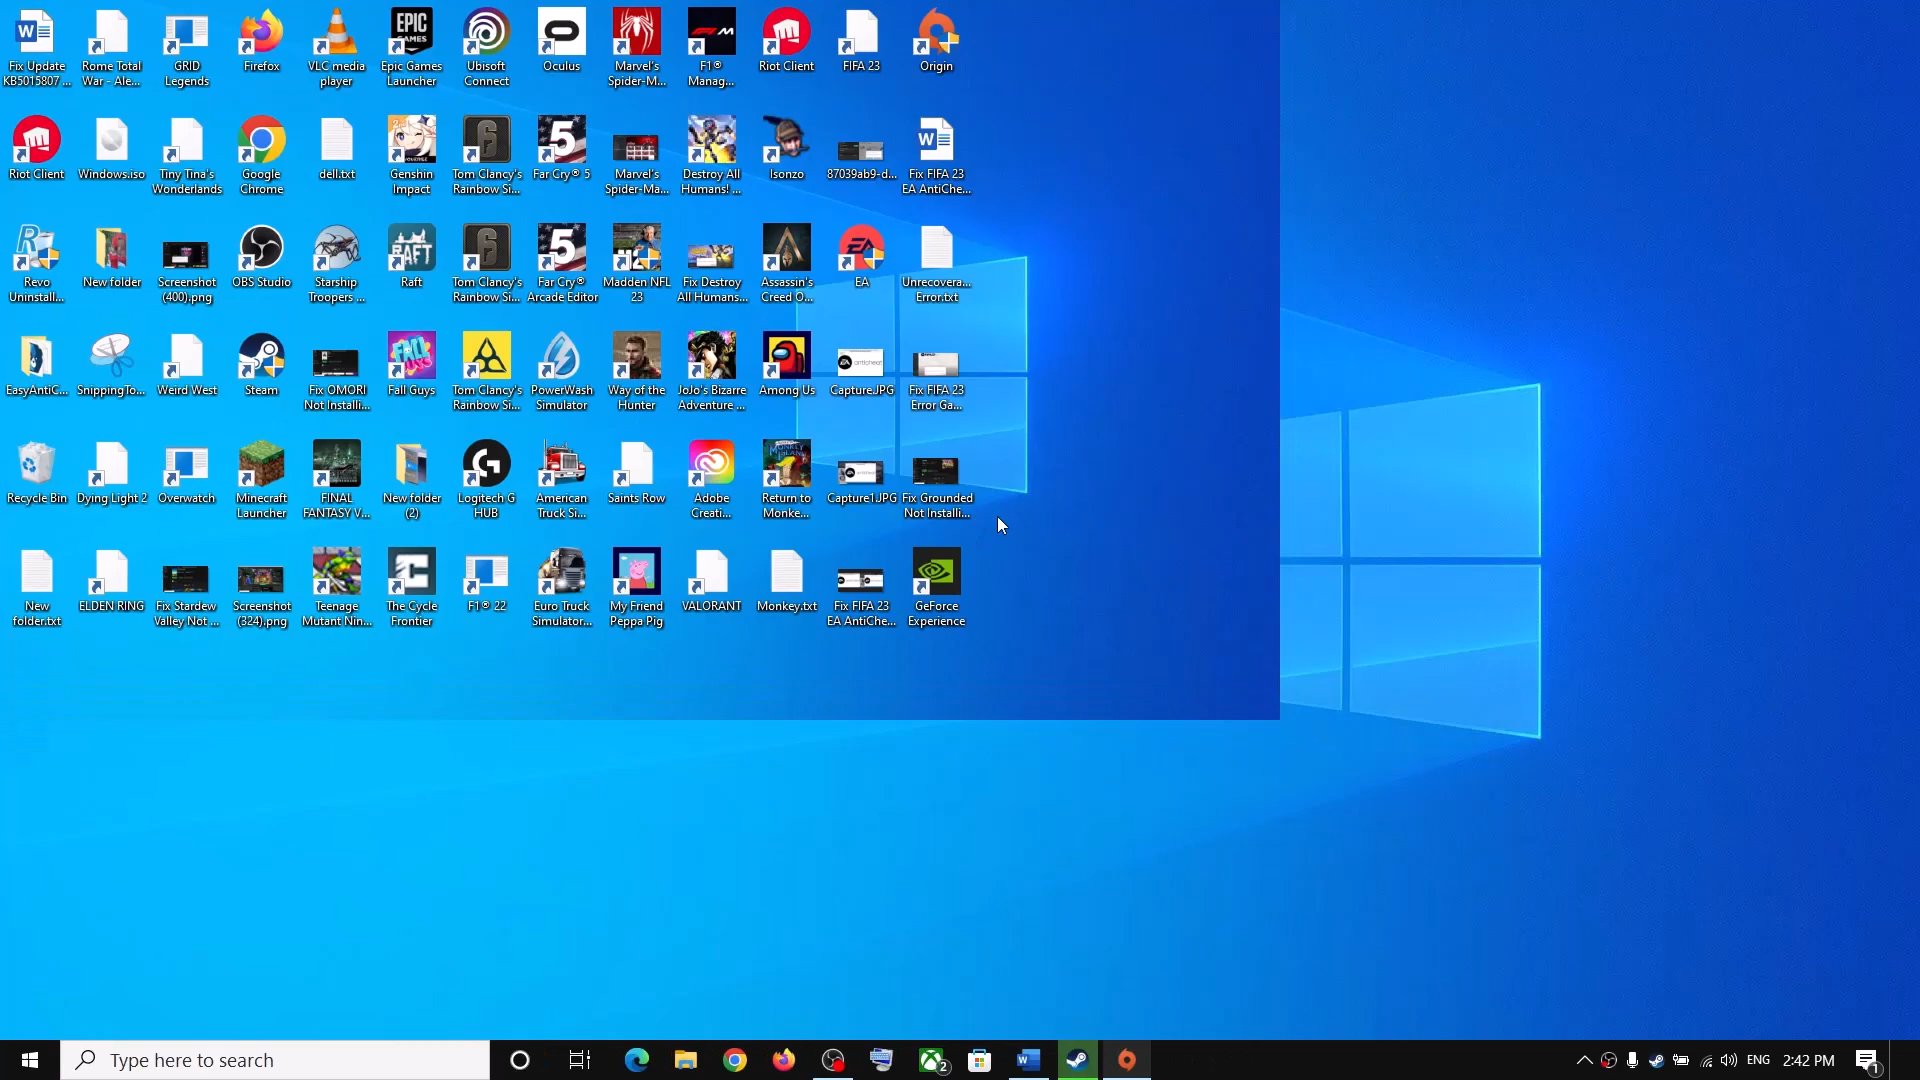 Fix Update
KB5015807 ...
Rome Total
War - Ale...
GRID
Legends
Firefox
VLC media
player
Epic Games
Launcher
Ubisoft
Connect
Oculus
Marvel's
Spider-M...
F1®
Manag...
Riot Client
FIFA 23
Origin
Riot Client
Windows.iso
Tiny Tina's
Wonderlands
Google
Chrome
dell.txt
Genshin
Impact
Tom Clancy's
Rainbow Si...
Far Cry® 5
Marvel's
Spider-Ma...
Destroy All
Humans! ...
Isonzo
87039ab9-d...
Fix FIFA 23
EA AntiChe...
Revo
Uninstall...
New folder
Screenshot
(400).png
OBS Studio
Starship
Troopers ...
Raft
Tom Clancy's
Rainbow Si...
Far Cry®
Arcade Editor
Madden NFL
23
Fix Destroy
All Humans...
Assassin's
Creed O...
EA
Unrecovera...
Error.txt
EasyAntiC...
SnippingTo...
Weird West
Steam
Fix OMORI
Not Installi...
Fall Guys
Tom Clancy's
Rainbow Si...
PowerWash
Simulator
Way of the
Hunter
JoJo's Bizarre
Adventure ...
Among Us
Capture.JPG
Fix FIFA 23
Error Ga...
Recycle Bin
Dying Light 2
Overwatch
Minecraft
Launcher
FINAL
FANTASY V...
New folder
(2)
Logitech G
HUB
American
Truck Si...
Saints Row
Adobe
Creati...
Return to
Monke...
Capture1.JPG
Fix Grounded
Not Installi...
New
folder.txt
ELDEN RING
Fix Stardew
Valley Not ...
Screenshot
(324).png
Teenage
Mutant Nin...
The Cycle
Frontier
F1® 22
Euro Truck
Simulator...
My Friend
Peppa Pig
VALORANT
Monkey.txt
Fix FIFA 23
EA AntiChe...
GeForce
Experience
Type here to search
2
ENG
2:42 PM
1